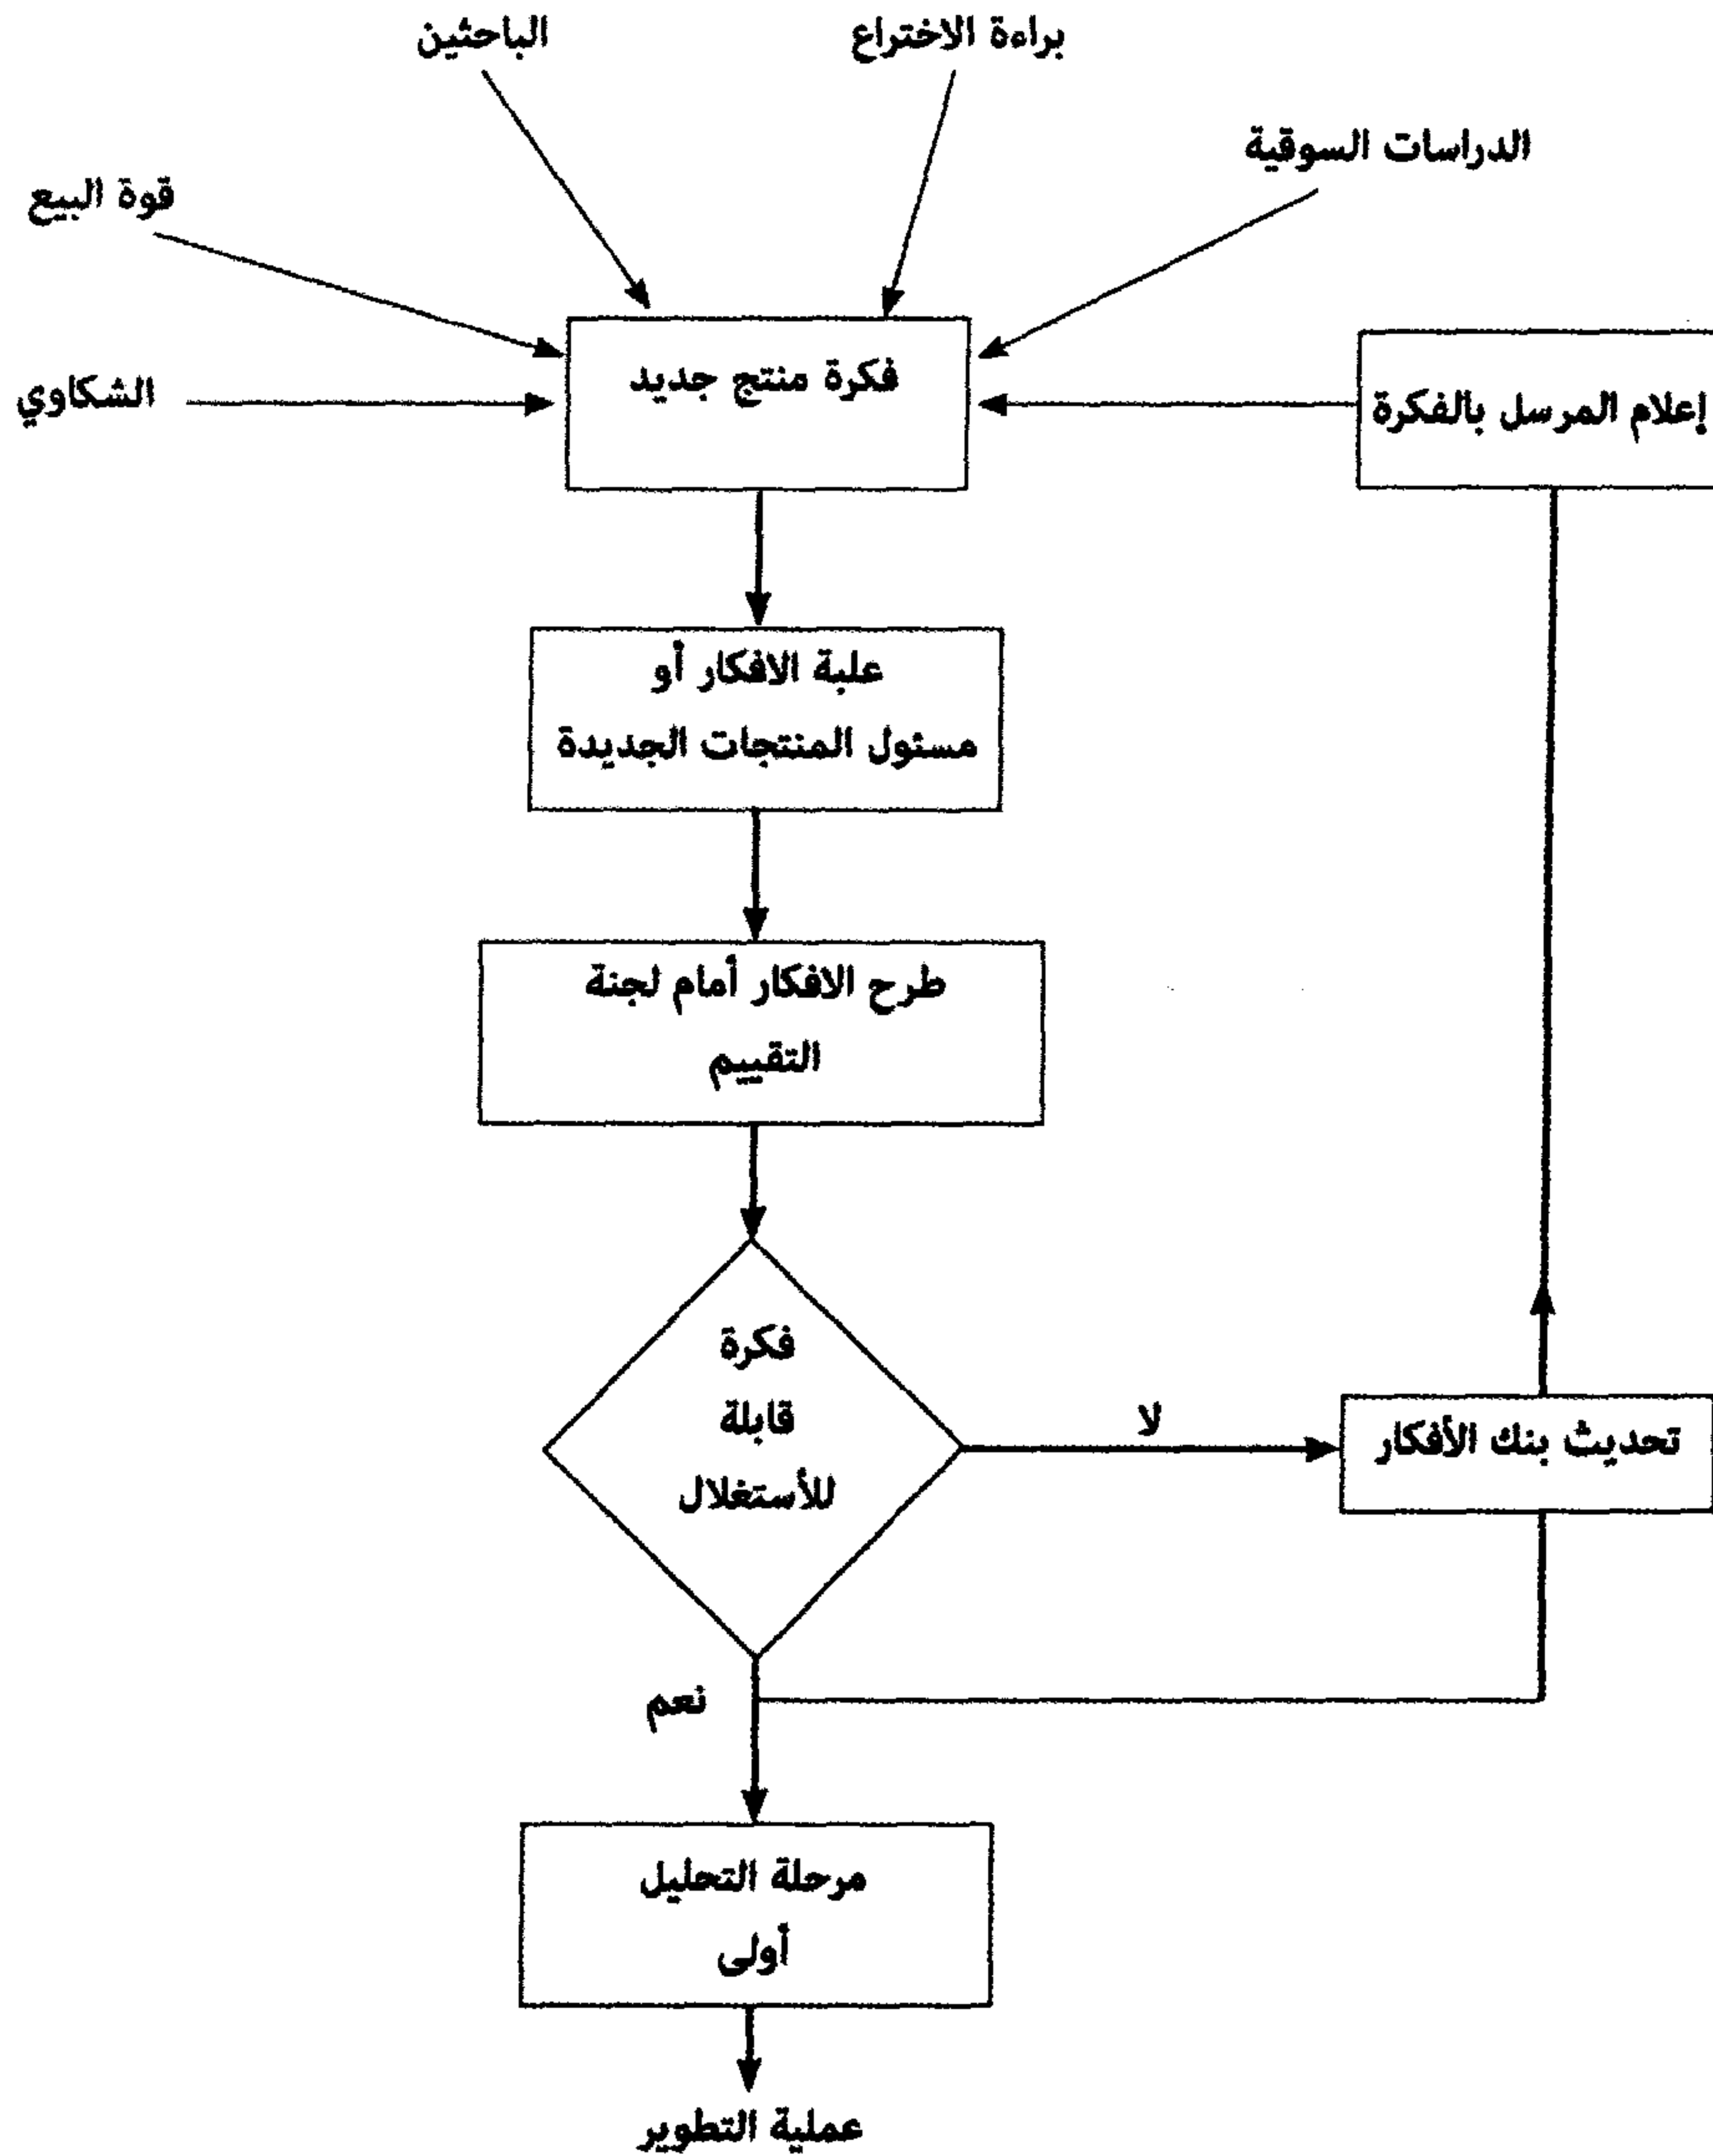 براءة الاختراع
الباحثين
الدراسات السوقية
قوة البيع
فكرة منتج جديد
الشكاوي
إعلام المرسل بالفكرة
علبة الافكار أو
مسئول المنتجات الجديدة
طرح الافكار أمام لجنة
التقييم
فكرة
قابلة
للأستغلال
لا
تحديث بنك الأفكار
نعم
مرحلة التحليل
أولى
عملية التطوير